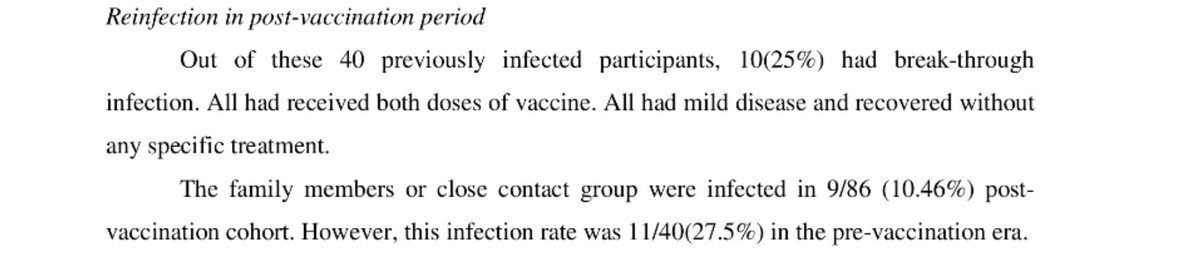 Reinfection in post-vaccination period
Out of these 40 previously infected participants, 10(25%) had break-through
infection. All had received both doses of vaccine. All had mild disease and recovered without
any specific treatment.
The family members or close contact group were infected in 9/86 (10.46%) post-
vaccination cohort. However, this infection rate was 11/40(27.5%) in the pre-vaccination era.